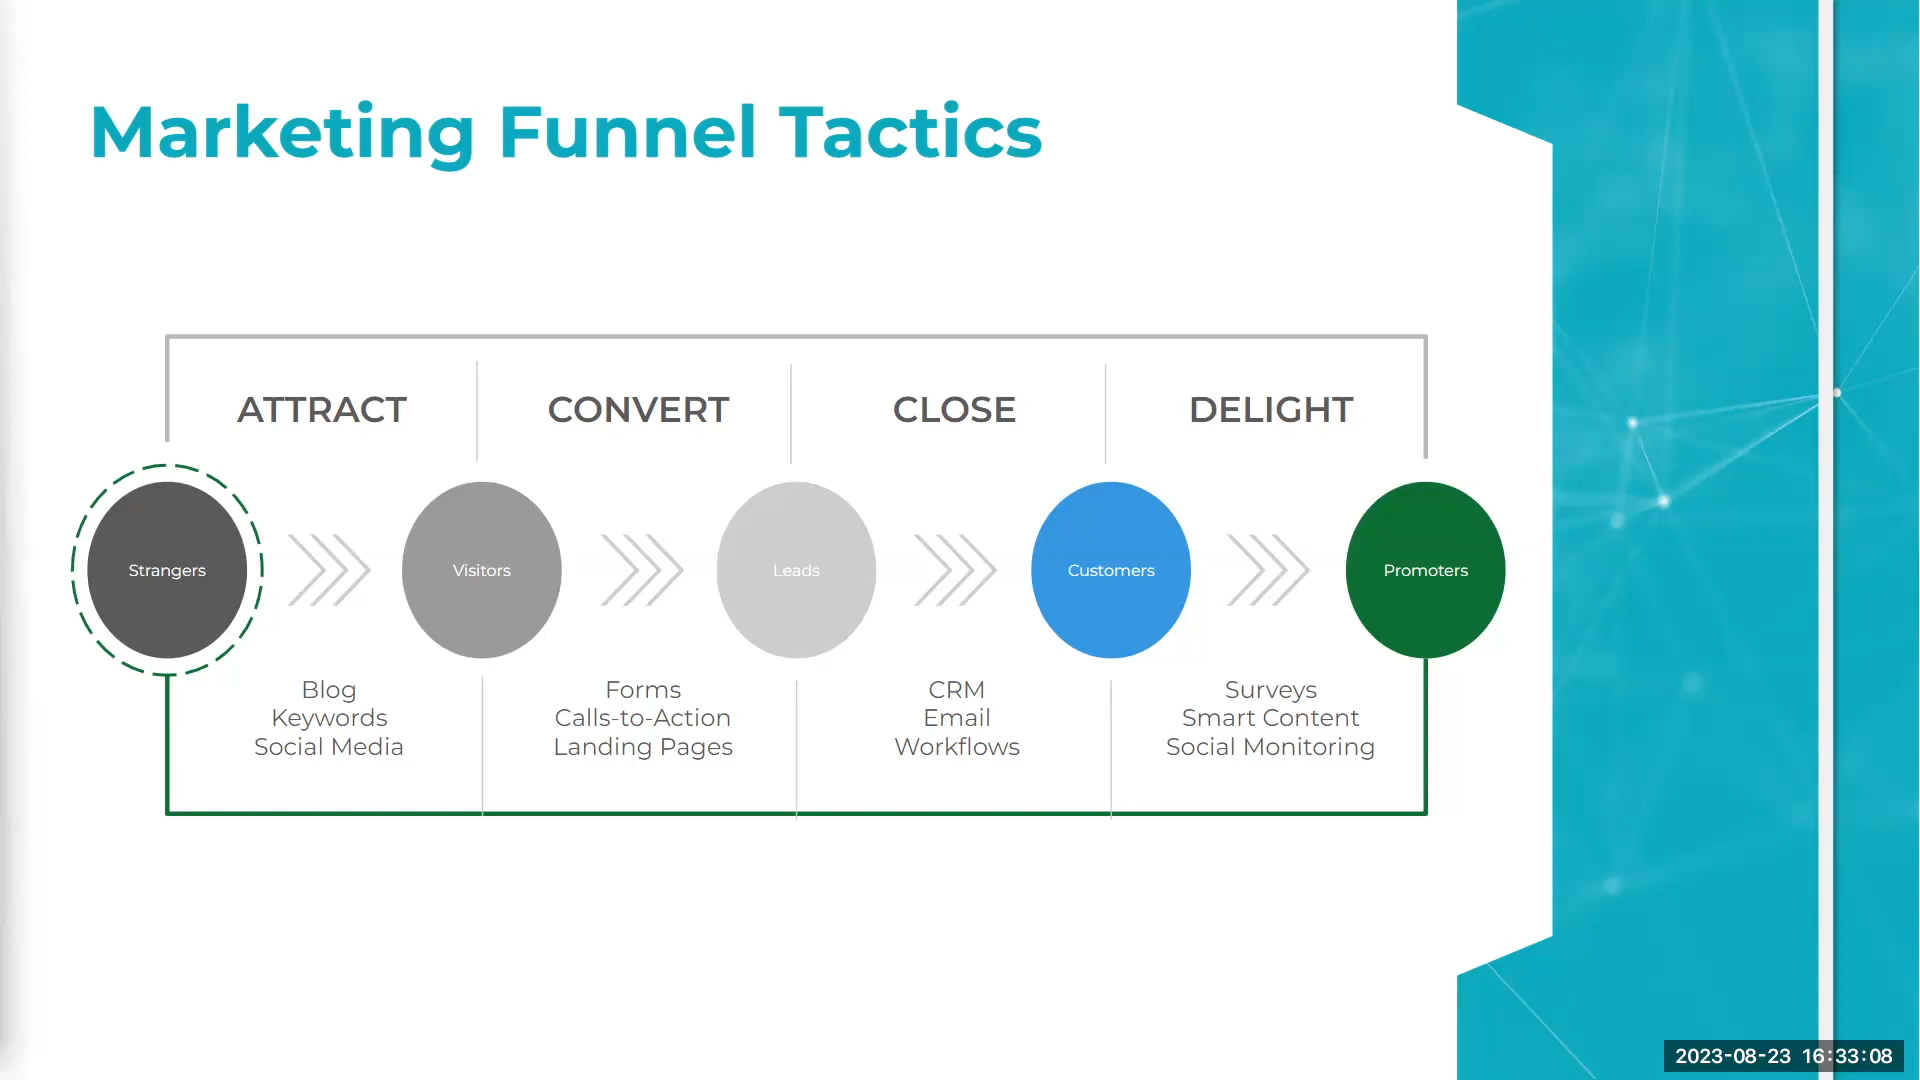 Marketing Funnel Tactics
ATTRACT
CONVERT
CLOSE
DELIGHT
Strangers
Visitors
Leads
Customers
Promoters
Blog
Keywords
Social Media
Forms
Calls-to-Action
Landing Pages
CRM
Email
Workflows
Surveys
Smart Content
Social Monitoring
2023-08-23 16:33:08